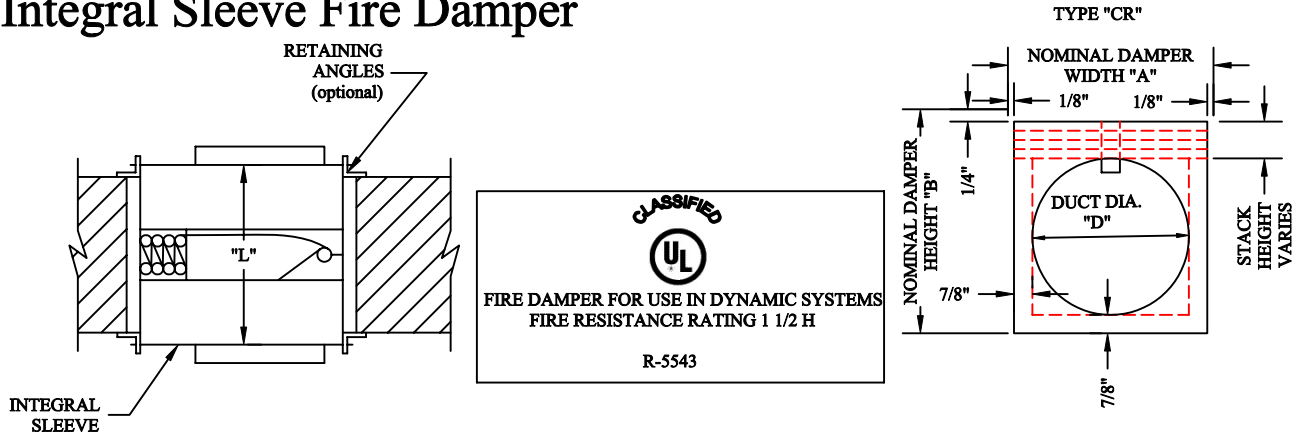 Integral Sleeve Fire Damper
RETAINING
ANGLES
(optional)
"L"
INTEGRAL
SLEEVE
CLASSIFIED
UL
FIRE DAMPER FOR USE IN DYNAMIC SYSTEMS
FIRE RESISTANCE RATING 1 1/2 H
R-5543
TYPE "CR"
NOMINAL DAMPER
WIDTH "A"
1/8" 1/8"
NOMINAL DAMPER
HEIGHT "B"
1/4"
DUCT DIA.
"D"
7/8"
7/8"
STACK
HEIGHT
VARIES